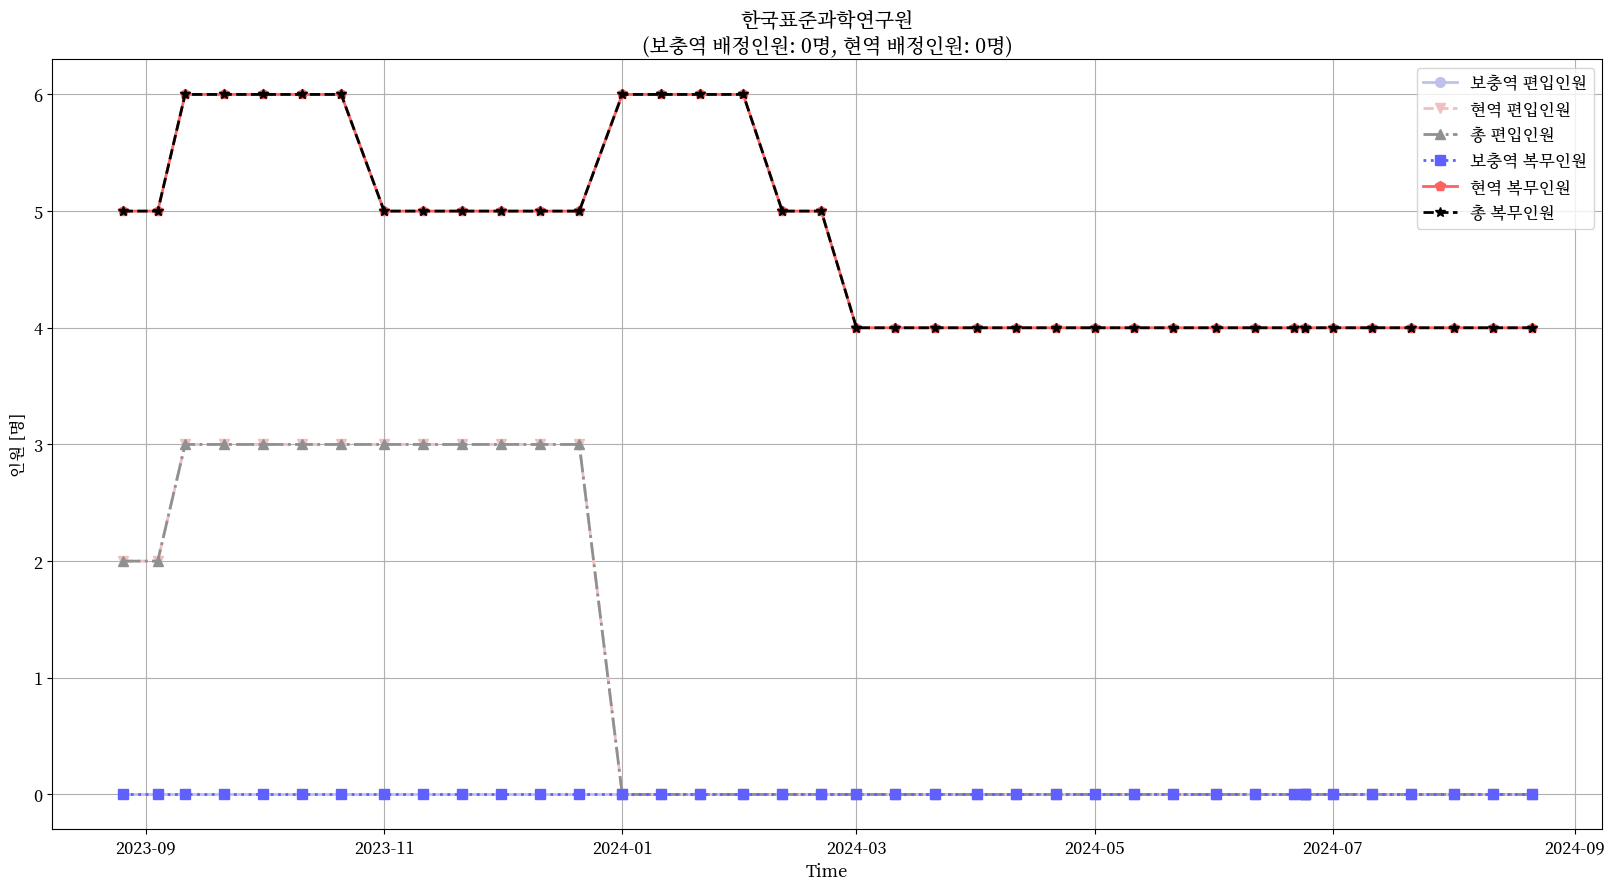 한국표준과학연구원
(보충역 배정인원: 0명, 현역 배정인원: 0명)
보충역 편입인원
현역 편입인원
총 편입인원
보충역 복무인원
현역 복무인원
총 복무인원
6
5
4
3
2
1
0
인원 [명]
2023-09
2023-11
2024-01
2024-03
2024-05
2024-07
2024-09
Time